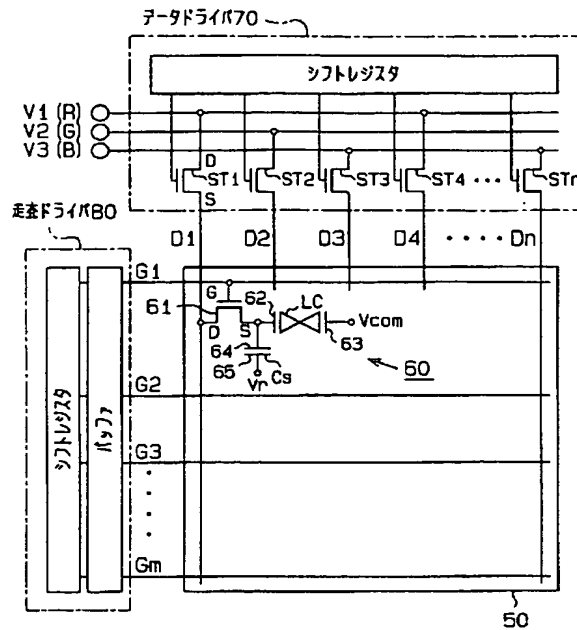 データドライバ70
シフトレジスタ
V1 (R)
V2 (G)
V3 (B)
D
ST1 ST2 ST3 ST4 ･･･ STn
S
走査ドライバ80
D1 D2 D3 D4 ･････ Dn
G1
61 G 62 LC Vcom
D S 63
64
65 Cs 60
Vr
G2
シフトレジスタ
バッファ
G3
Gm
50